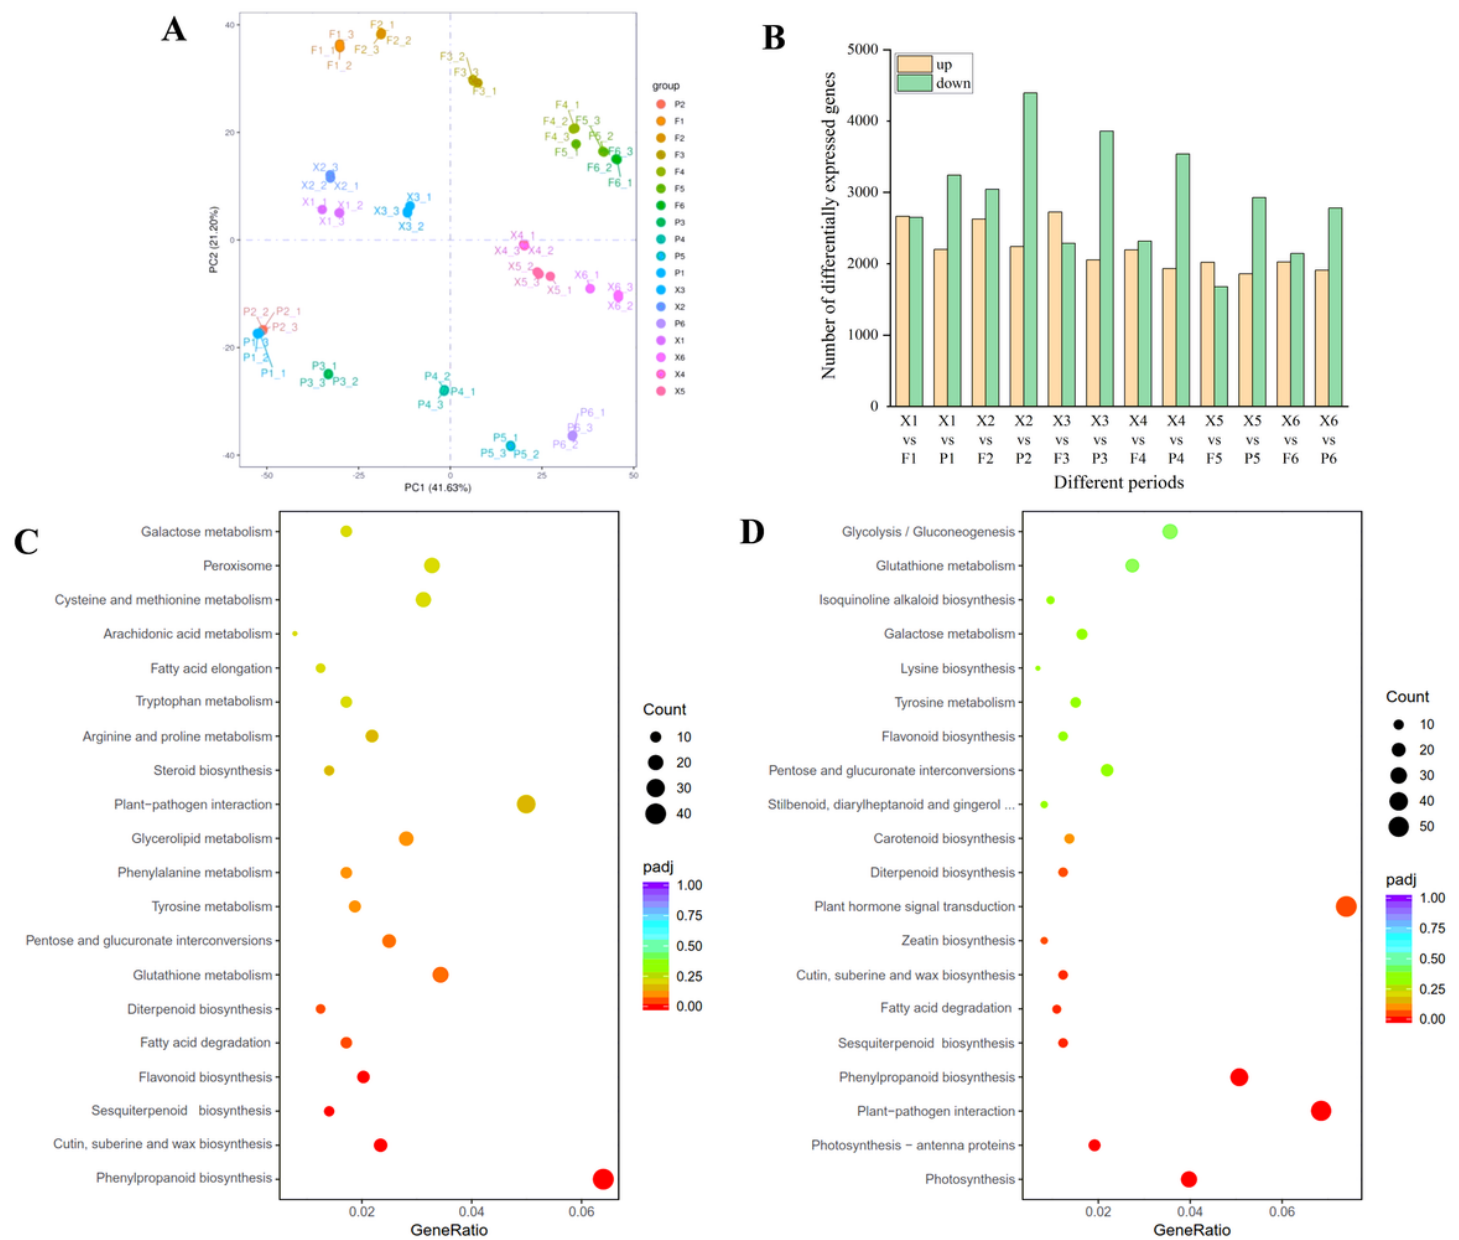 A
40
20
0
-20
-40
PC2 (21.20%)
F1_3
F1_1
F1_2
F2_1
F2_2
F2_3
F3_2
F3_3
F3_1
F4_1
F4_2
F4_3
F5_3
F5_2
F5_1
F6_3
F6_2
F6_1
X2_3
X2_2
X2_1
X1_1
X1_2
X1_3
X3_1
X3_3
X3_2
X4_1
X4_3
X4_2
X5_2
X5_3
X5_1
X6_1
X6_3
X6_2
P2_2
P2_1
P2_3
P1_3
P1_2
P1_1
P3_1
P3_3
P3_2
P4_2
P4_1
P4_3
P5_1
P5_3
P5_2
P6_1
P6_3
P6_2
-50
-25
0
25
50
PC1 (41.63%)
group
P2
F1
F2
F3
F4
F5
F6
P3
P4
P5
P1
X3
X2
P6
X1
X6
X4
X5
B
up
down
5000
4000
3000
2000
1000
0
Number of differentially expressed genes
X1 X1 X2 X2 X3 X3 X4 X4 X5 X5 X6 X6
vs vs vs vs vs vs vs vs vs vs vs vs
F1 P1 F2 P2 F3 P3 F4 P4 F5 P5 F6 P6
Different periods
C
Galactose metabolism
Peroxisome
Cysteine and methionine metabolism
Arachidonic acid metabolism
Fatty acid elongation
Tryptophan metabolism
Arginine and proline metabolism
Steroid biosynthesis
Plant−pathogen interaction
Glycerolipid metabolism
Phenylalanine metabolism
Tyrosine metabolism
Pentose and glucuronate interconversions
Glutathione metabolism
Diterpenoid biosynthesis
Fatty acid degradation
Flavonoid biosynthesis
Sesquiterpenoid biosynthesis
Cutin, suberine and wax biosynthesis
Phenylpropanoid biosynthesis
0.02 0.04 0.06
GeneRatio
Count
10
20
30
40
padj
1.00
0.75
0.50
0.25
0.00
D
Glycolysis / Gluconeogenesis
Glutathione metabolism
Isoquinoline alkaloid biosynthesis
Galactose metabolism
Lysine biosynthesis
Tyrosine metabolism
Flavonoid biosynthesis
Pentose and glucuronate interconversions
Stilbenoid, diarylheptanoid and gingerol ...
Carotenoid biosynthesis
Diterpenoid biosynthesis
Plant hormone signal transduction
Zeatin biosynthesis
Cutin, suberine and wax biosynthesis
Fatty acid degradation
Sesquiterpenoid biosynthesis
Phenylpropanoid biosynthesis
Plant−pathogen interaction
Photosynthesis − antenna proteins
Photosynthesis
0.02 0.04 0.06
GeneRatio
Count
10
20
30
40
50
padj
1.00
0.75
0.50
0.25
0.00